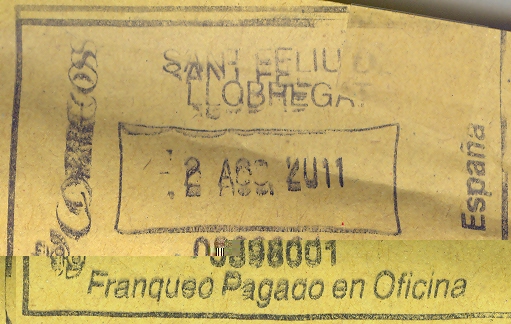 SANT FELIU DE
LLOBREGAT
Correos
2 AGO. 2011
España
Franqueo Pagado en Oficina